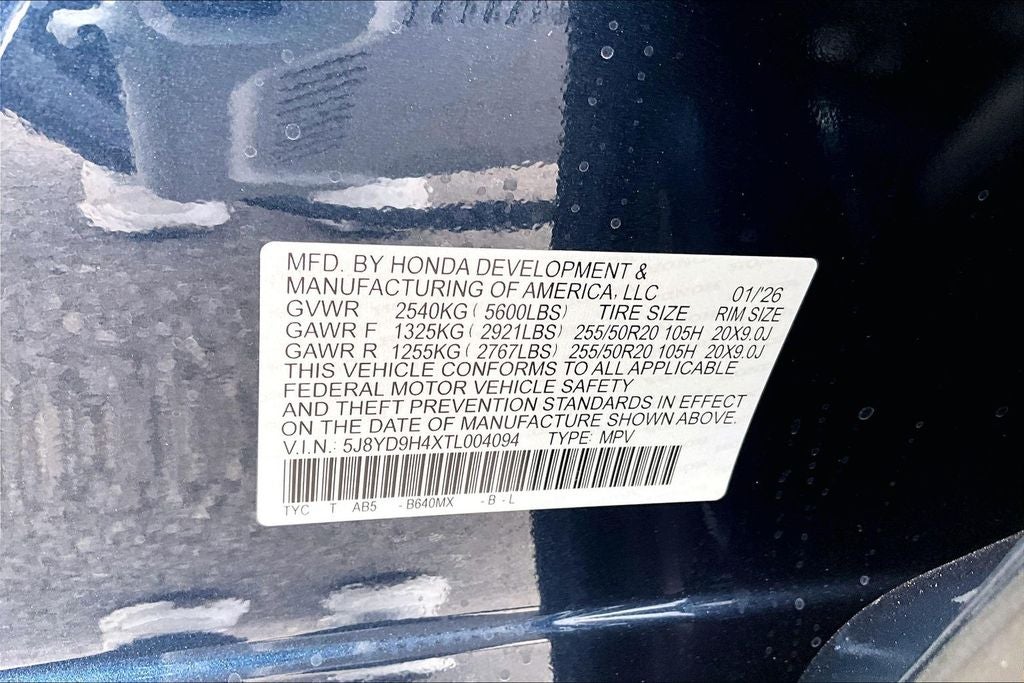 MFD. BY HONDA DEVELOPMENT &
MANUFACTURING OF AMERICA, LLC 01/26
GVWR 2540KG ( 5600LBS) TIRE SIZE RIM SIZE
GAWR F 1325KG ( 2921LBS) 255/50R20 105H 20X9.0J
GAWR R 1255KG ( 2767LBS) 255/50R20 105H 20X9.0J
THIS VEHICLE CONFORMS TO ALL APPLICABLE
FEDERAL MOTOR VEHICLE SAFETY
AND THEFT PREVENTION STANDARDS IN EFFECT
ON THE DATE OF MANUFACTURE SHOWN ABOVE.
V.I.N.: 5J8YD9H4XTL004094 TYPE: MPV
TYC T AB5 - B640MX - B - L